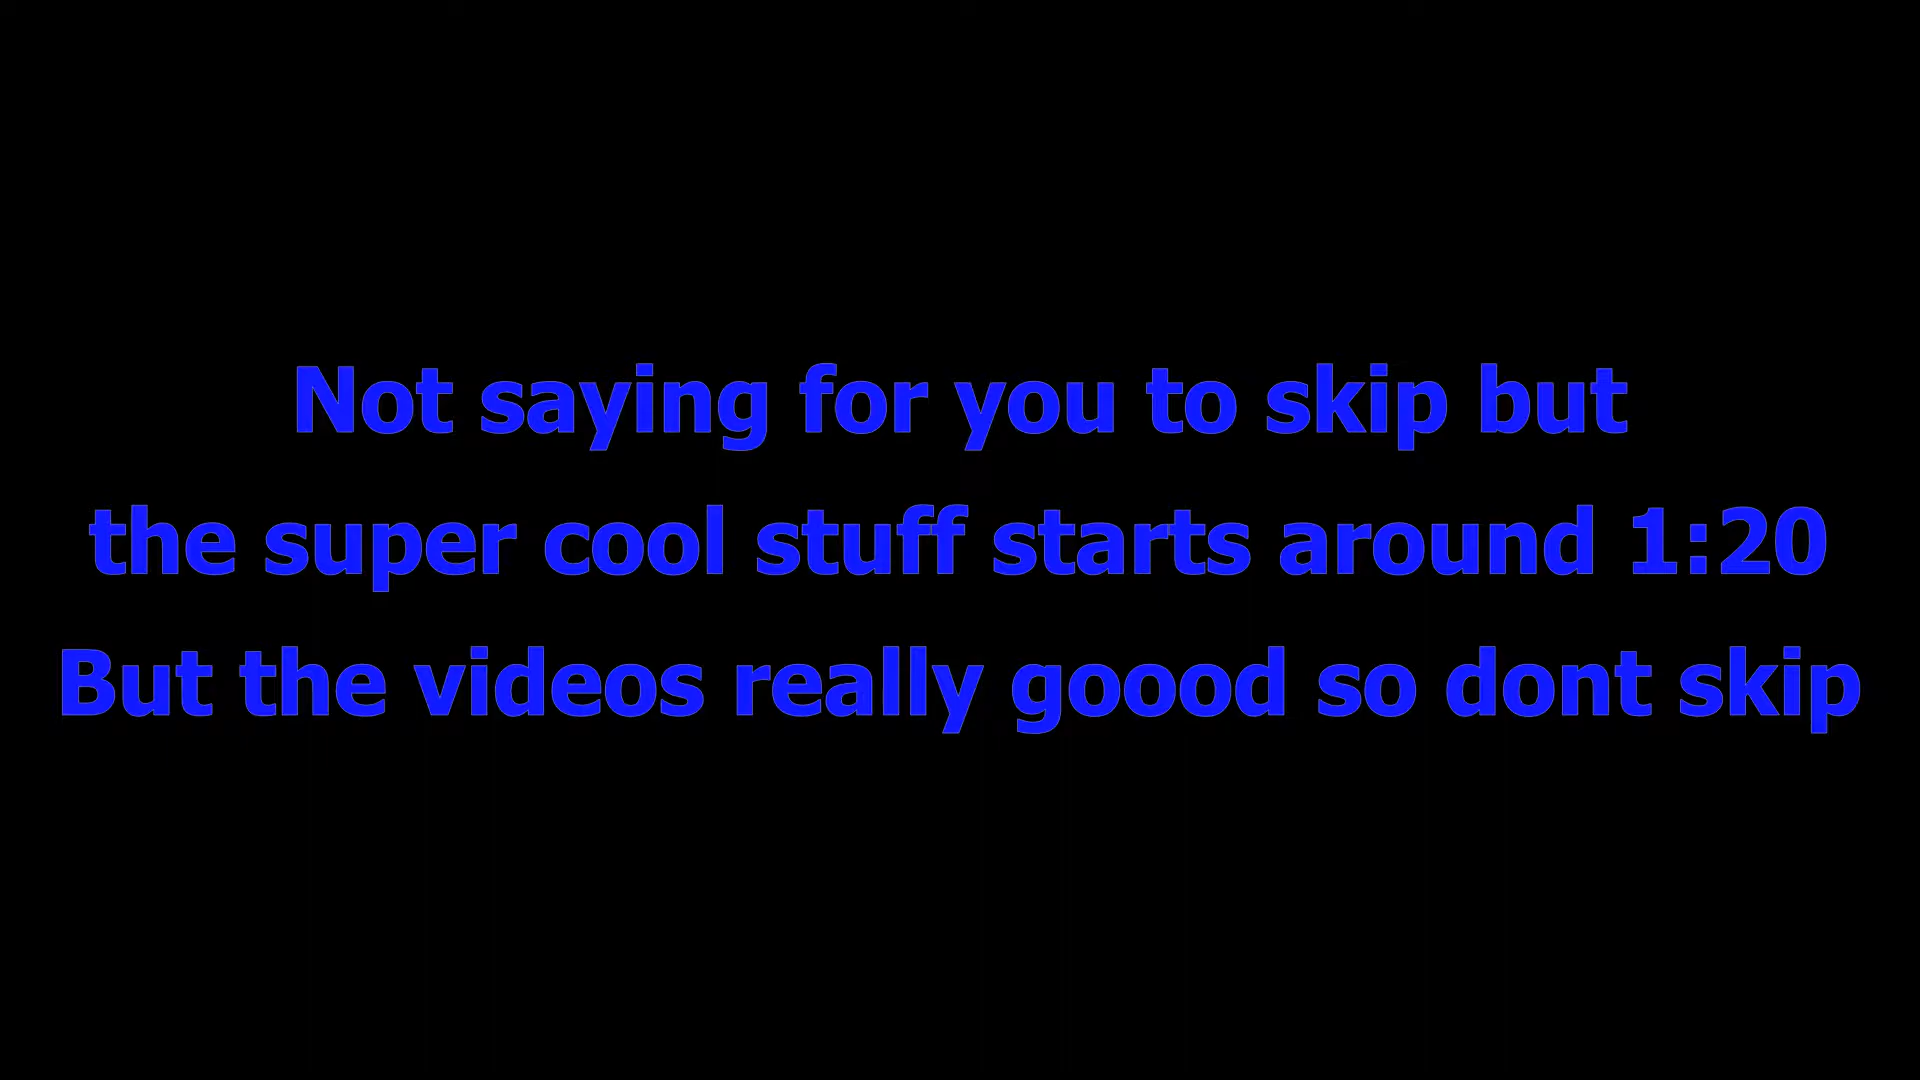 Not saying for you to skip but
the super cool stuff starts around 1:20
But the videos really goood so dont skip